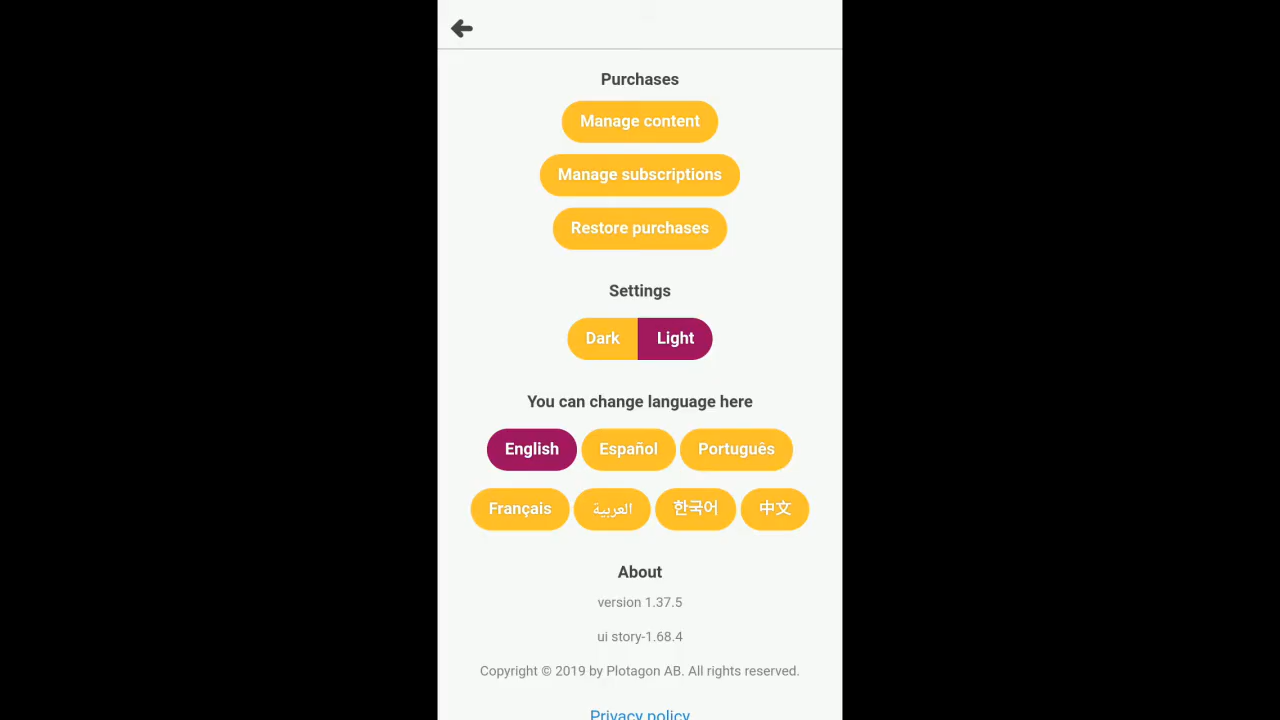 Purchases
Manage content
Manage subscriptions
Restore purchases
Settings
Dark Light
You can change language here
English Español Português
Français العربية 한국어 中文
About
version 1.37.5
ui story-1.68.4
Copyright © 2019 by Plotagon AB. All rights reserved.
Privacy policy